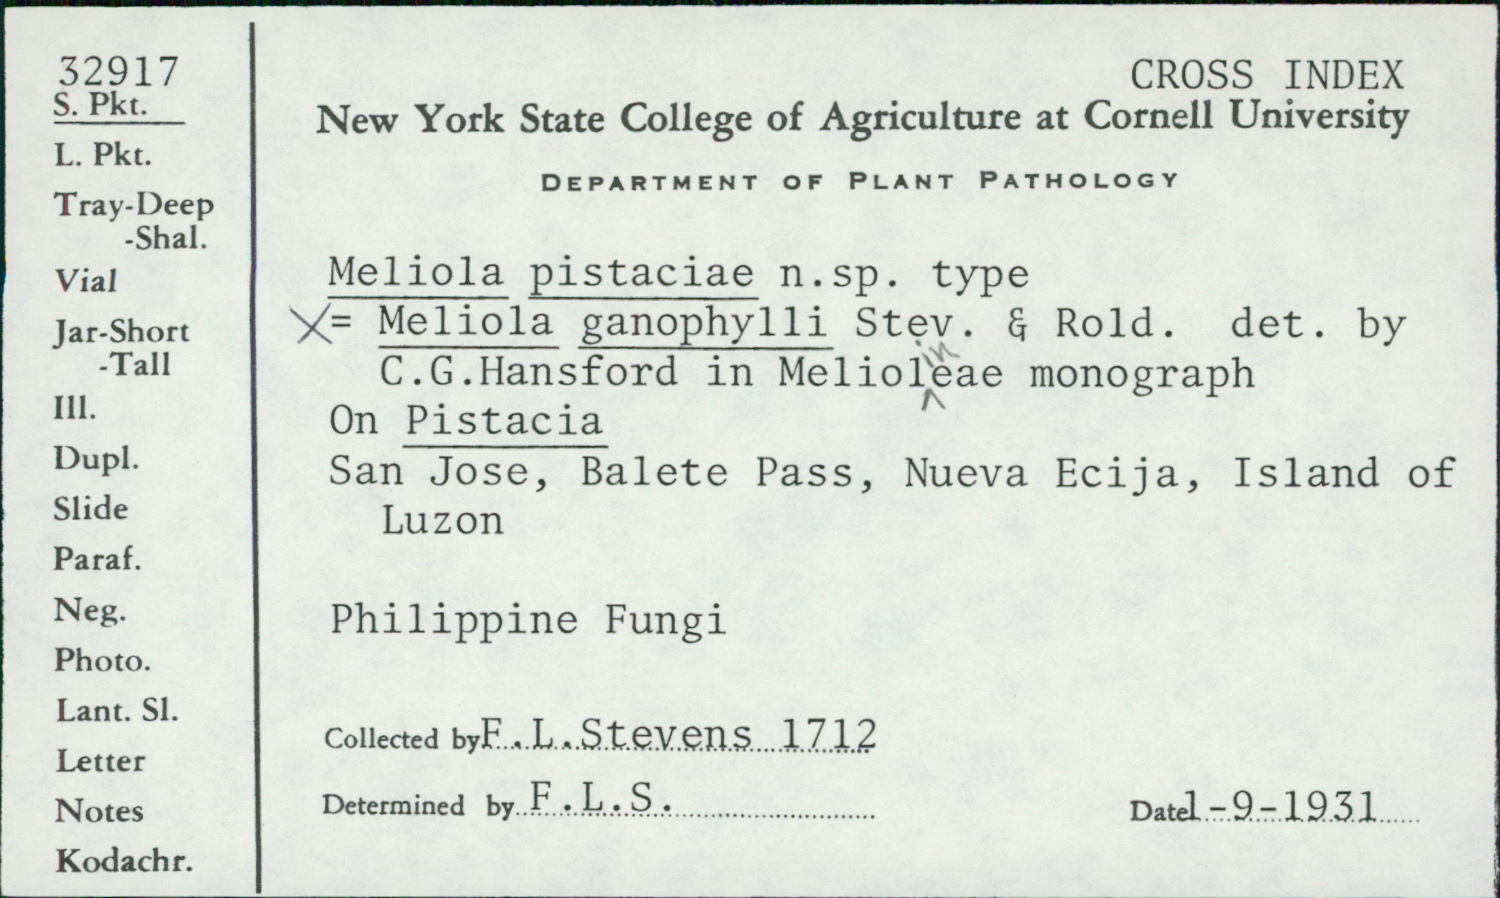 32917
S. Pkt.
L. Pkt.
Tray-Deep
-Shal.
Vial
Jar-Short
-Tall
Ill.
Dupl.
Slide
Paraf.
Neg.
Photo.
Lant. Sl.
Letter
Notes
Kodachr.
CROSS INDEX
New York State College of Agriculture at Cornell University
DEPARTMENT OF PLANT PATHOLOGY
Meliola pistaciae n.sp. type
X= Meliola ganophylli Stev. & Rold. det. by
in
C.G.Hansford in Melioleae monograph
^
On Pistacia
San Jose, Balete Pass, Nueva Ecija, Island of
Luzon
Philippine Fungi
Collected by F.L.Stevens 1712
Determined by F.L.S.
Date 1-9-1931